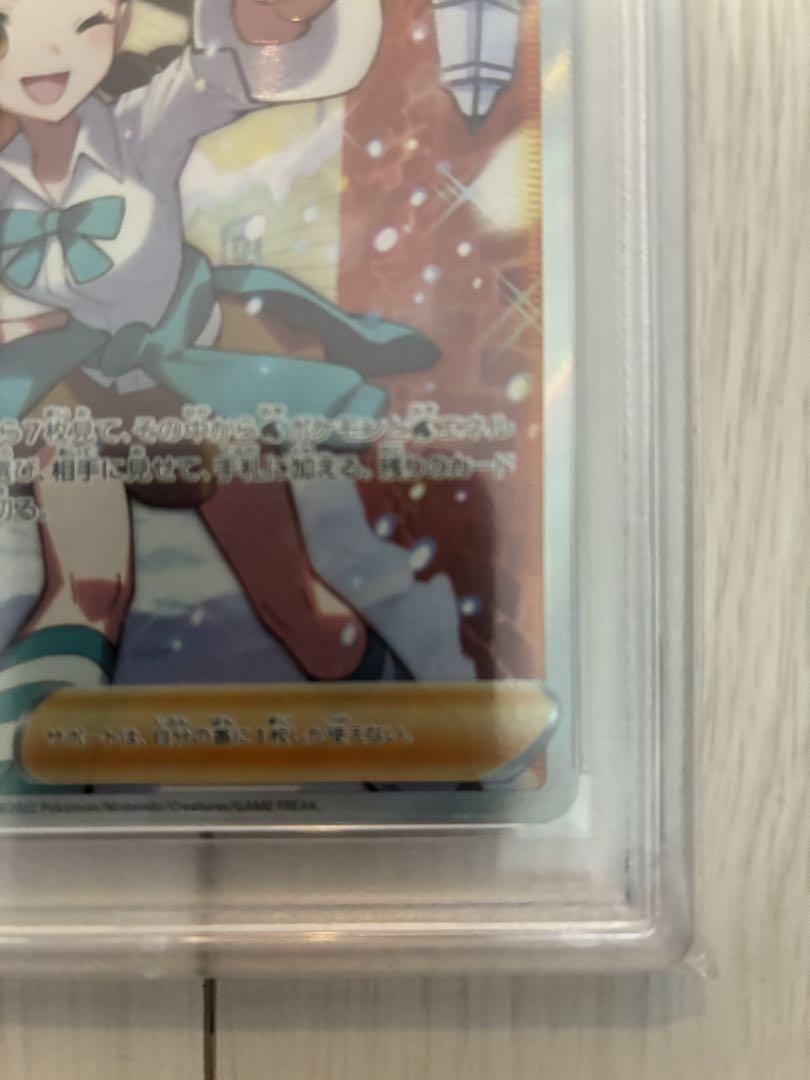 ら7枚見て、その中から ポケモンと エネル
選び、相手に見せて、手札に加える。残りのカード
切る。
サポートは、自分の番に1枚しか使えない。
©2022 Pokémon/Nintendo/Creatures/GAME FREAK.